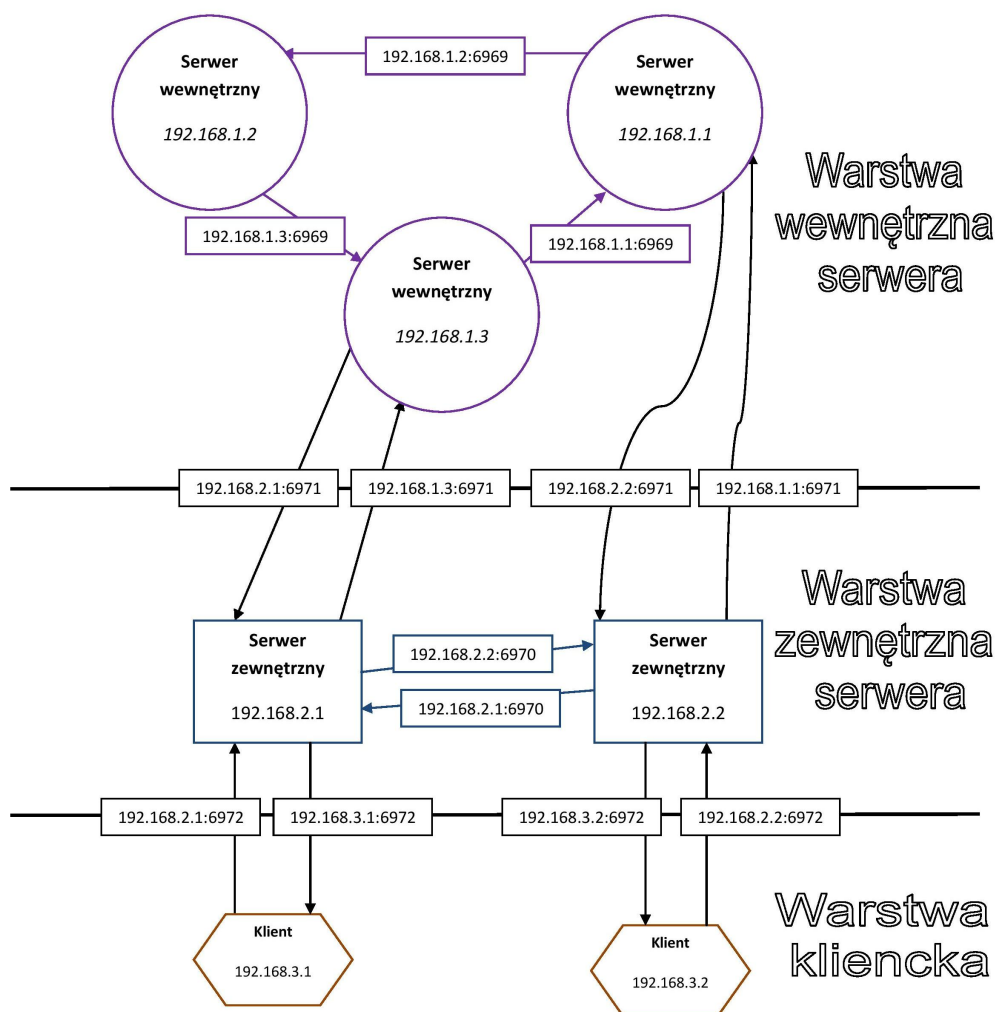 Serwer
wewnętrzny
192.168.1.2
192.168.1.2:6969
Serwer
wewnętrzny
192.168.1.1
Warstwa
wewnętrzna
serwera
192.168.1.3:6969
192.168.1.1:6969
Serwer
wewnętrzny
192.168.1.3
192.168.2.1:6971
192.168.1.3:6971
192.168.2.2:6971
192.168.1.1:6971
Serwer
zewnętrzny
192.168.2.1
192.168.2.2:6970
192.168.2.1:6970
Serwer
zewnętrzny
192.168.2.2
Warstwa
zewnętrzna
serwera
192.168.2.1:6972
192.168.3.1:6972
192.168.3.2:6972
192.168.2.2:6972
Klient
192.168.3.1
Klient
192.168.3.2
Warstwa
kliencka